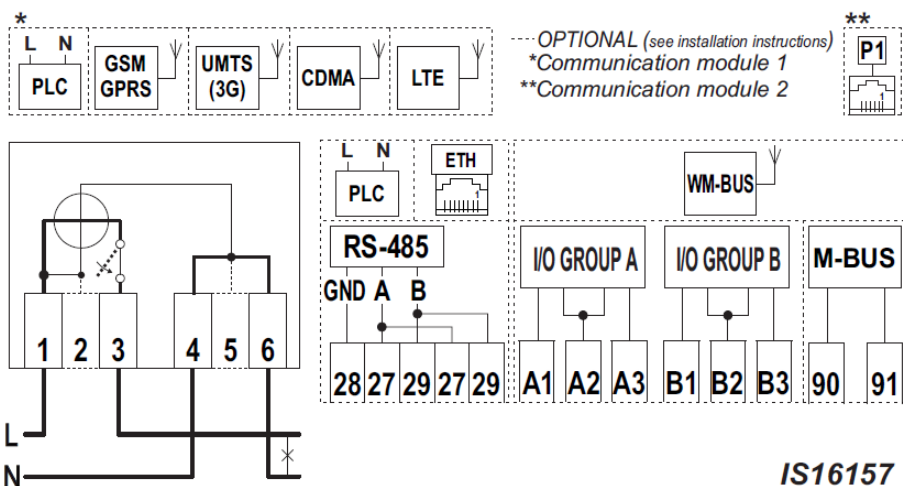 *
L N
PLC
GSM
GPRS
UMTS
(3G)
CDMA
LTE
OPTIONAL (see installation instructions)
*Communication module 1
**Communication module 2
**
P1
1
L N
PLC
ETH
1
WM-BUS
RS-485
GND A B
28 27 29 27 29
I/O GROUP A
A1 A2 A3
I/O GROUP B
B1 B2 B3
M-BUS
90 91
1 2 3 4 5 6
L
N
IS16157